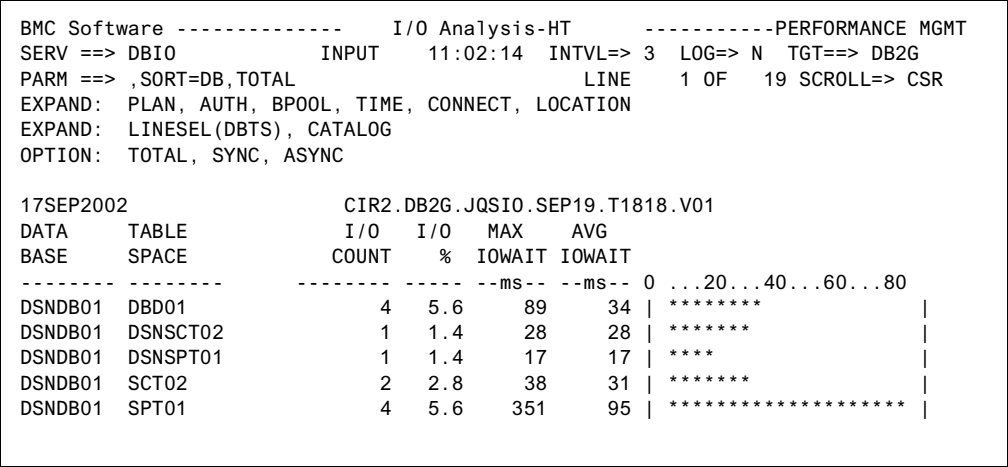 BMC Software --------------   I/O Analysis-HT        -----------PERFORMANCE MGMT
SERV ==> DBIO            INPUT    11:02:14  INTVL=> 3  LOG=> N  TGT==> DB2G
PARM ==> ,SORT=DB,TOTAL                            LINE     1 OF   19 SCROLL=> CSR
EXPAND:  PLAN, AUTH, BPOOL, TIME, CONNECT, LOCATION
EXPAND:  LINESEL(DBTS), CATALOG
OPTION:  TOTAL, SYNC, ASYNC
17SEP2002                  CIR2.DB2G.JQSIO.SEP19.T1818.V01
DATA     TABLE              I/O   I/O   MAX    AVG
BASE     SPACE             COUNT    %  IOWAIT IOWAIT
-------- --------       -------- ----- --ms-- --ms-- 0 ...20...40...60...80
DSNDB01  DBD01                 4   5.6     89     34 | ********             |
DSNDB01  DSNSCT02              1   1.4     28     28 | *******              |
DSNDB01  DSNSPT01              1   1.4     17     17 | ****                 |
DSNDB01  SCT02                 2   2.8     38     31 | *******              |
DSNDB01  SPT01                 4   5.6    351     95 | ******************** |